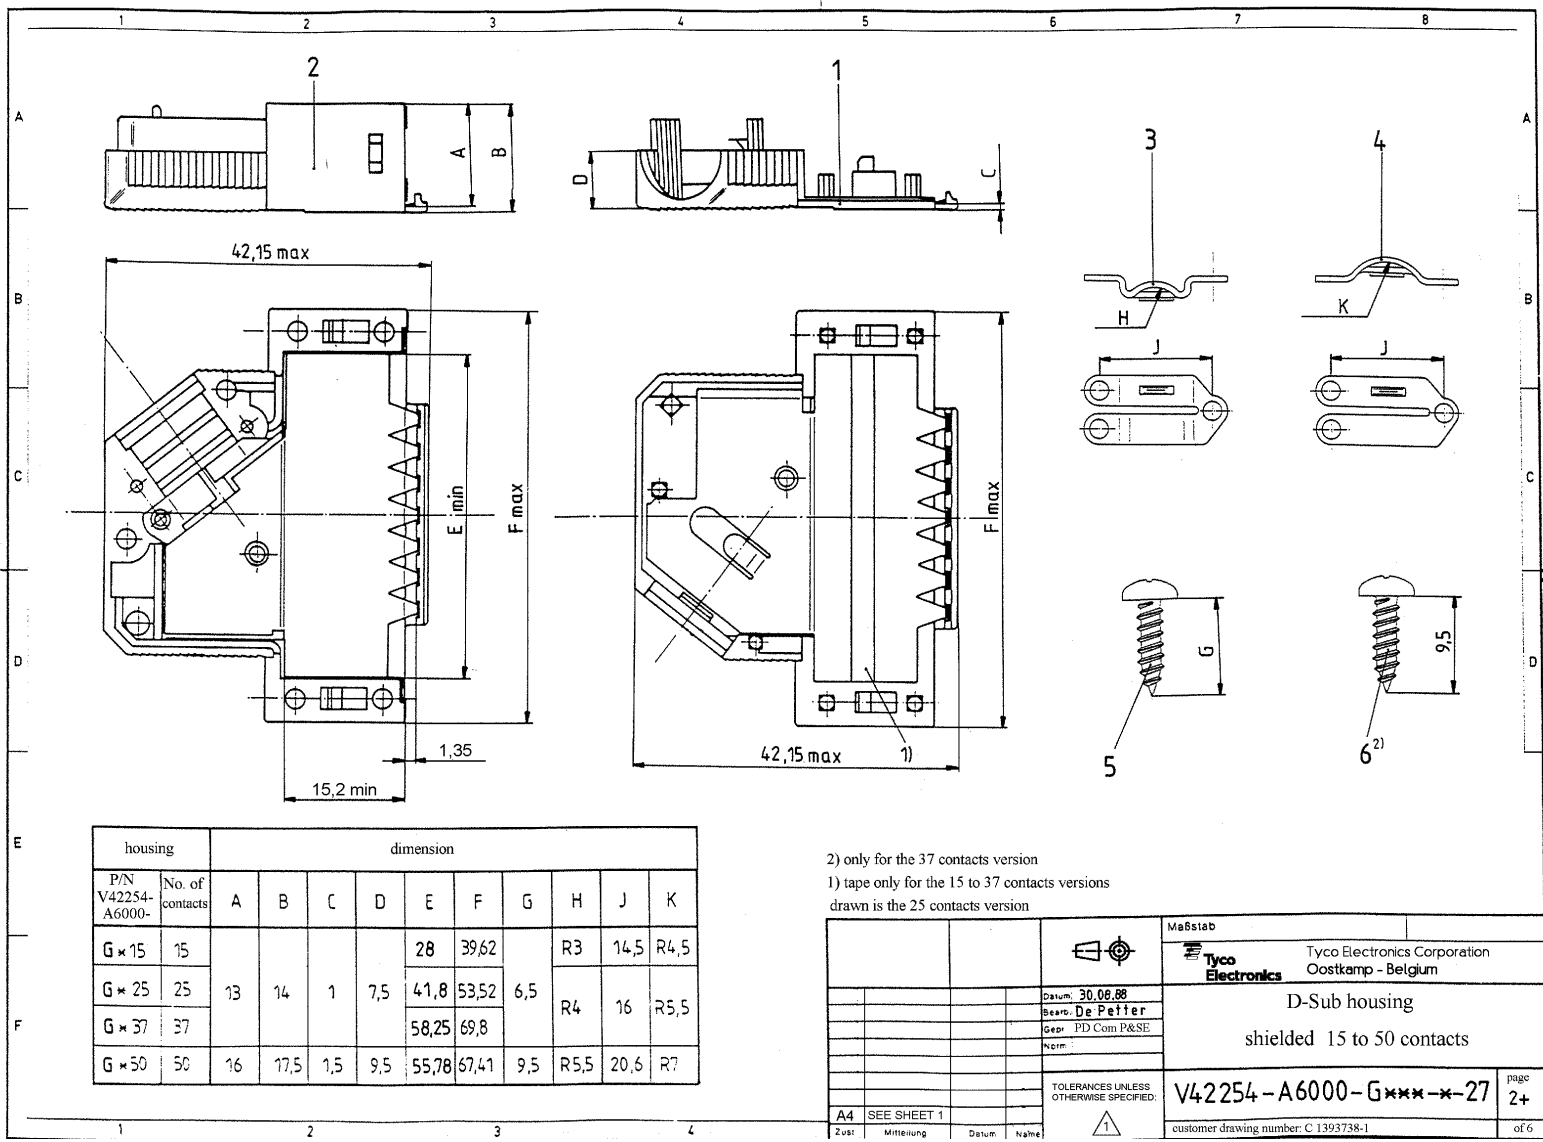 1 2 3 4 5 6 7 8
A
B
C
D
E
F
A
B
C
D
2
A
B
1
D
C
3
4
H
K
J
J
42,15 max
E min
F max
1,35
15,2 min
F max
42,15 max
1)
G
5
9,5
6 2)
housing dimension
P/N V42254-A6000- No. of contacts A B C D E F G H J K
G*15 15 28 39,62 R3 14,5 R4,5
G*25 25 13 14 1 7,5 41,8 53,52 6,5 R4 16 R5,5
G*37 37 58,25 69,8
G*50 50 16 17,5 1,5 9,5 55,78 67,41 9,5 R5,5 20,6 R7
2) only for the 37 contacts version
1) tape only for the 15 to 37 contacts versions
drawn is the 25 contacts version
Maßstab
Tyco Electronics
Tyco Electronics Corporation
Oostkamp - Belgium
Datum: 30.08.88
Bearb. De Petter
Gepr PD Com P&SE
Norm :
D-Sub housing
shielded 15 to 50 contacts
TOLERANCES UNLESS
OTHERWISE SPECIFIED:
1
V42254-A6000-G***-*-27
page
2+
of 6
customer drawing number: C 1393738-1
A4 SEE SHEET 1
Zust Mitteilung Datum Name
1 2 3 4